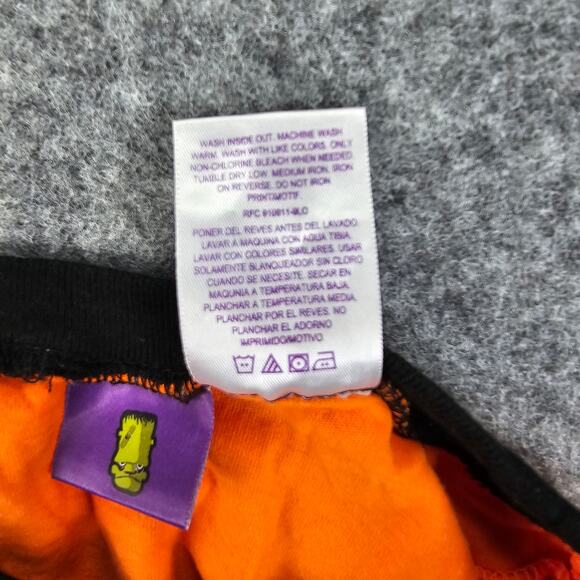 WASH INSIDE OUT. MACHINE WASH
WARM. WASH WITH LIKE COLORS. ONLY
NON-CHLORINE BLEACH WHEN NEEDED.
TUMBLE DRY LOW. MEDIUM IRON. IRON
ON REVERSE. DO NOT IRON
PRINT/MOTIF.
RFC
PONER DEL REVES ANTES DEL LAVADO.
LAVAR A MAQUINA CON AGUA TIBIA.
LAVAR CON COLORES SIMILARES. USAR
SOLAMENTE BLANQUEADOR SIN CLORO
CUANDO SE NECESITE. SECAR EN
MAQUNIA A TEMPERATURA BAJA.
PLANCHAR A TEMPERATURA MEDIA.
PLANCHAR POR EL REVES. NO
PLANCHAR EL ADORNO
IMPRIMIDO/MOTIVO.